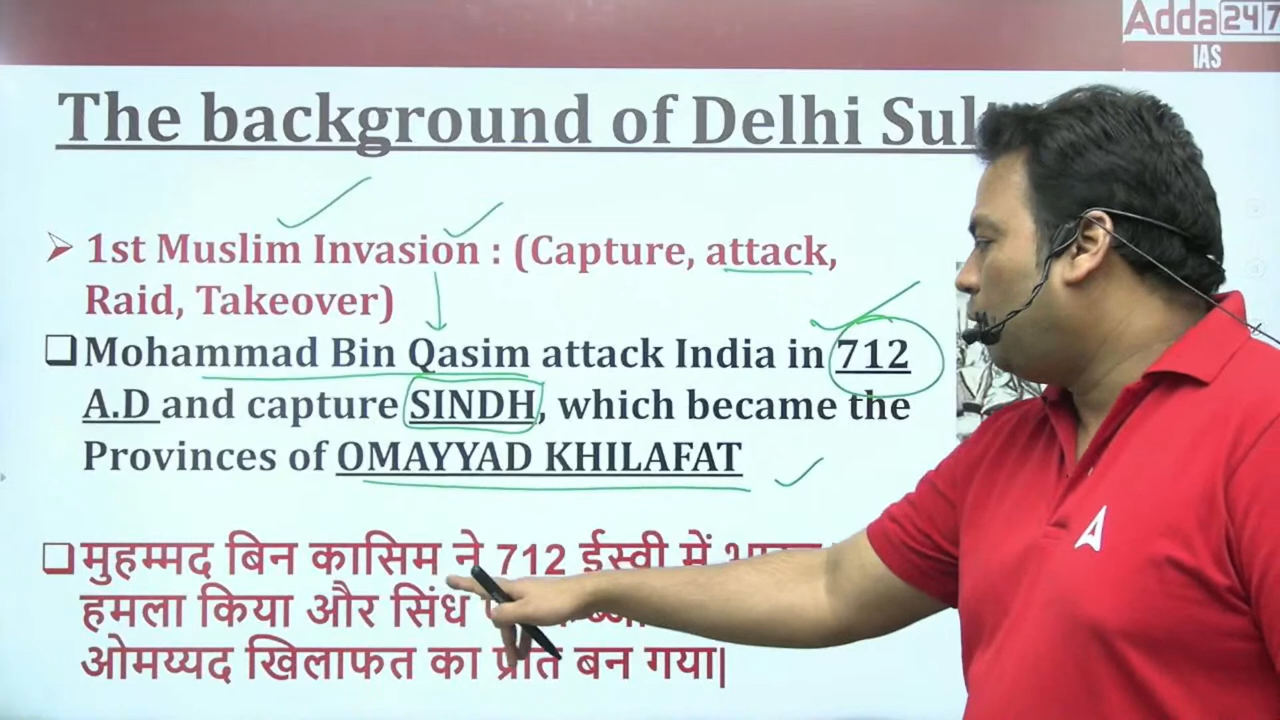 Adda247
IAS
The background of Delhi
➤ 1st Muslim Invasion : (Capture, attack,
Raid, Takeover)
❑ Mohammad Bin Qasim attack India in 712
A.D and capture SINDH, which became the
Provinces of OMAYYAD KHILAFAT
❑ मुहम्मद बिन कासिम ने 712 ईस्वी में
हमला किया और सिंध
ओमय्यद खिलाफत का प्रांत बन गया|